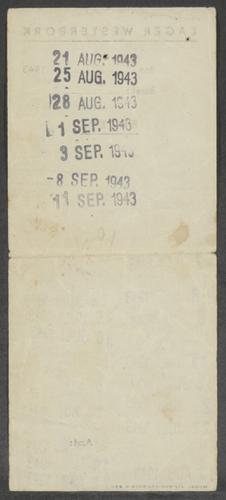 LAGER WESTERBORK
21 AUG. 1943
25 AUG. 1943
28 AUG. 1943
1 SEP. 1943
3 SEP. 1943
-8 SEP. 1943
11 SEP. 1943